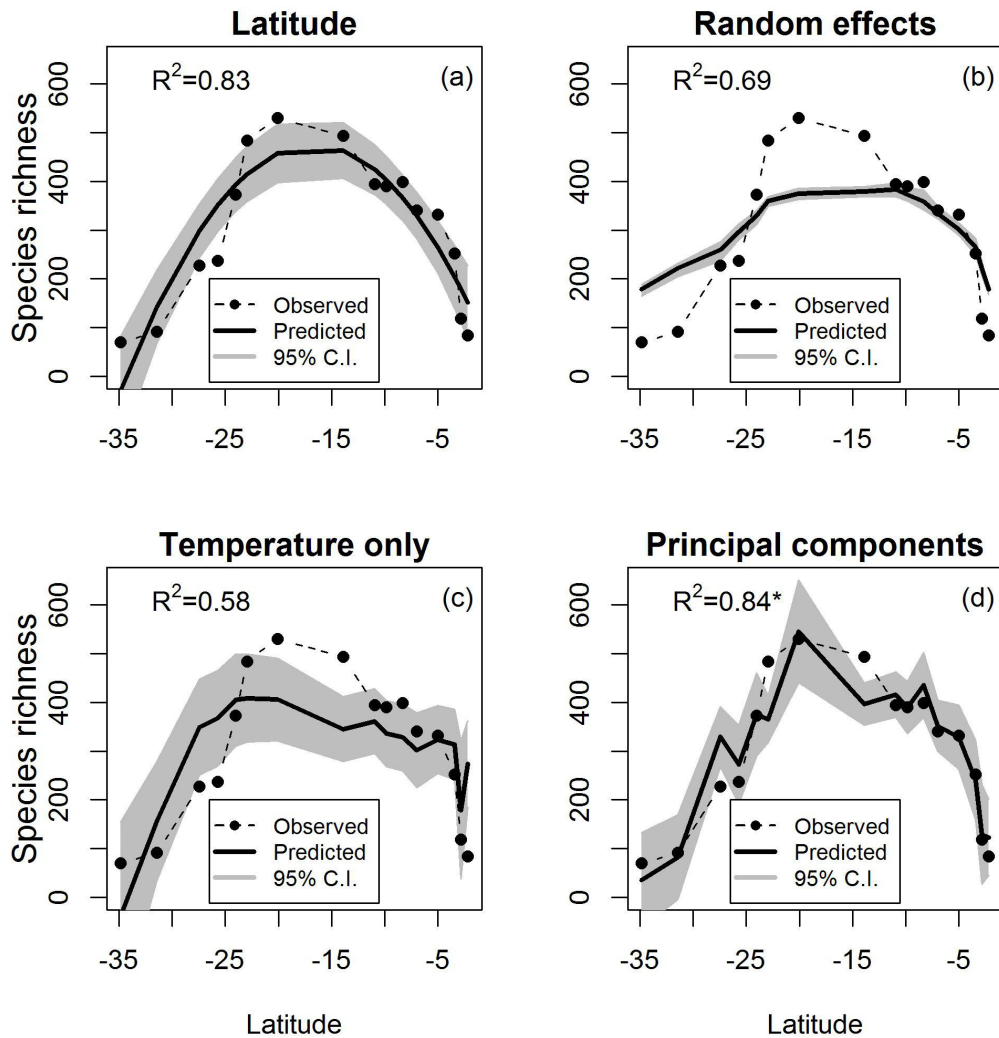 Latitude
R²=0.83
(a)
Species richness
600
400
200
0
Observed
Predicted
95% C.I.
-35
-25
-15
-5
Random effects
R²=0.69
(b)
600
400
200
0
Observed
Predicted
95% C.I.
-35
-25
-15
-5
Temperature only
R²=0.58
(c)
Species richness
600
400
200
0
Observed
Predicted
95% C.I.
-35
-25
-15
-5
Latitude
Principal components
R²=0.84*
(d)
600
400
200
0
Observed
Predicted
95% C.I.
-35
-25
-15
-5
Latitude